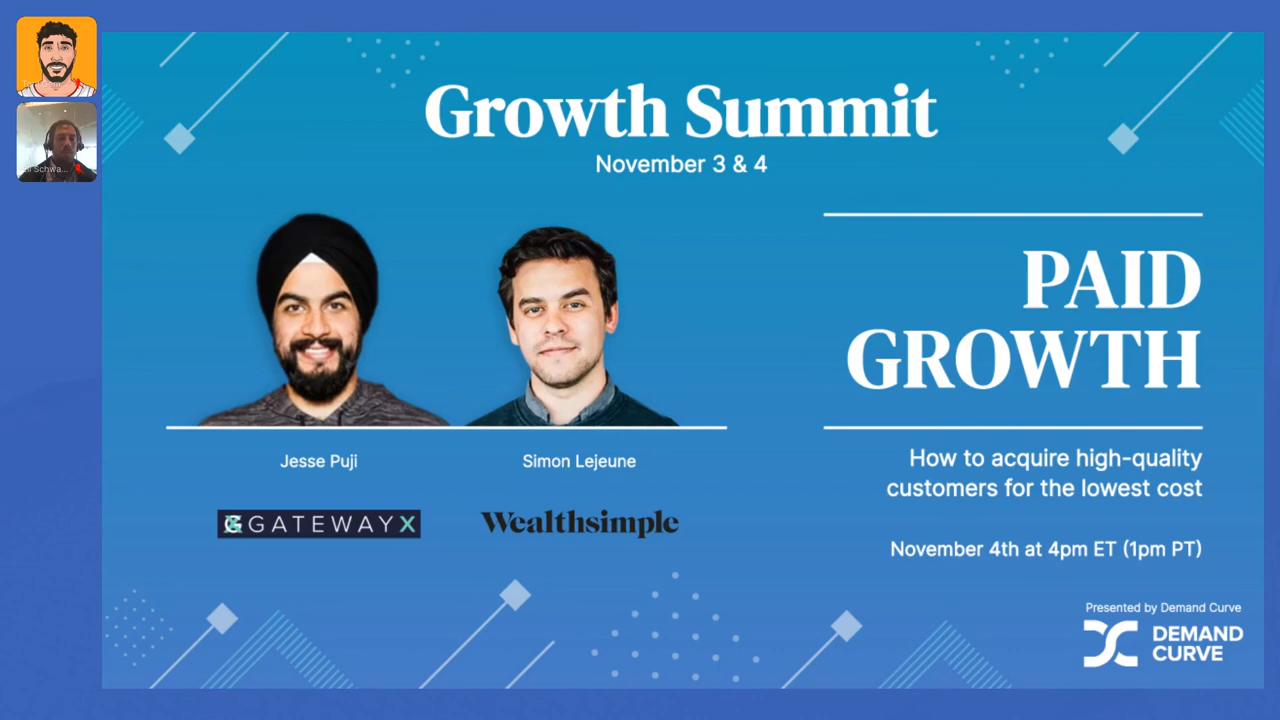 Growth Summit
November 3 & 4
PAID
GROWTH
Jesse Puji
Simon Lejeune
GATEWAYX
Wealthsimple
How to acquire high-quality
customers for the lowest cost
November 4th at 4pm ET (1pm PT)
Presented by Demand Curve
DEMAND
CURVE
Schwa...